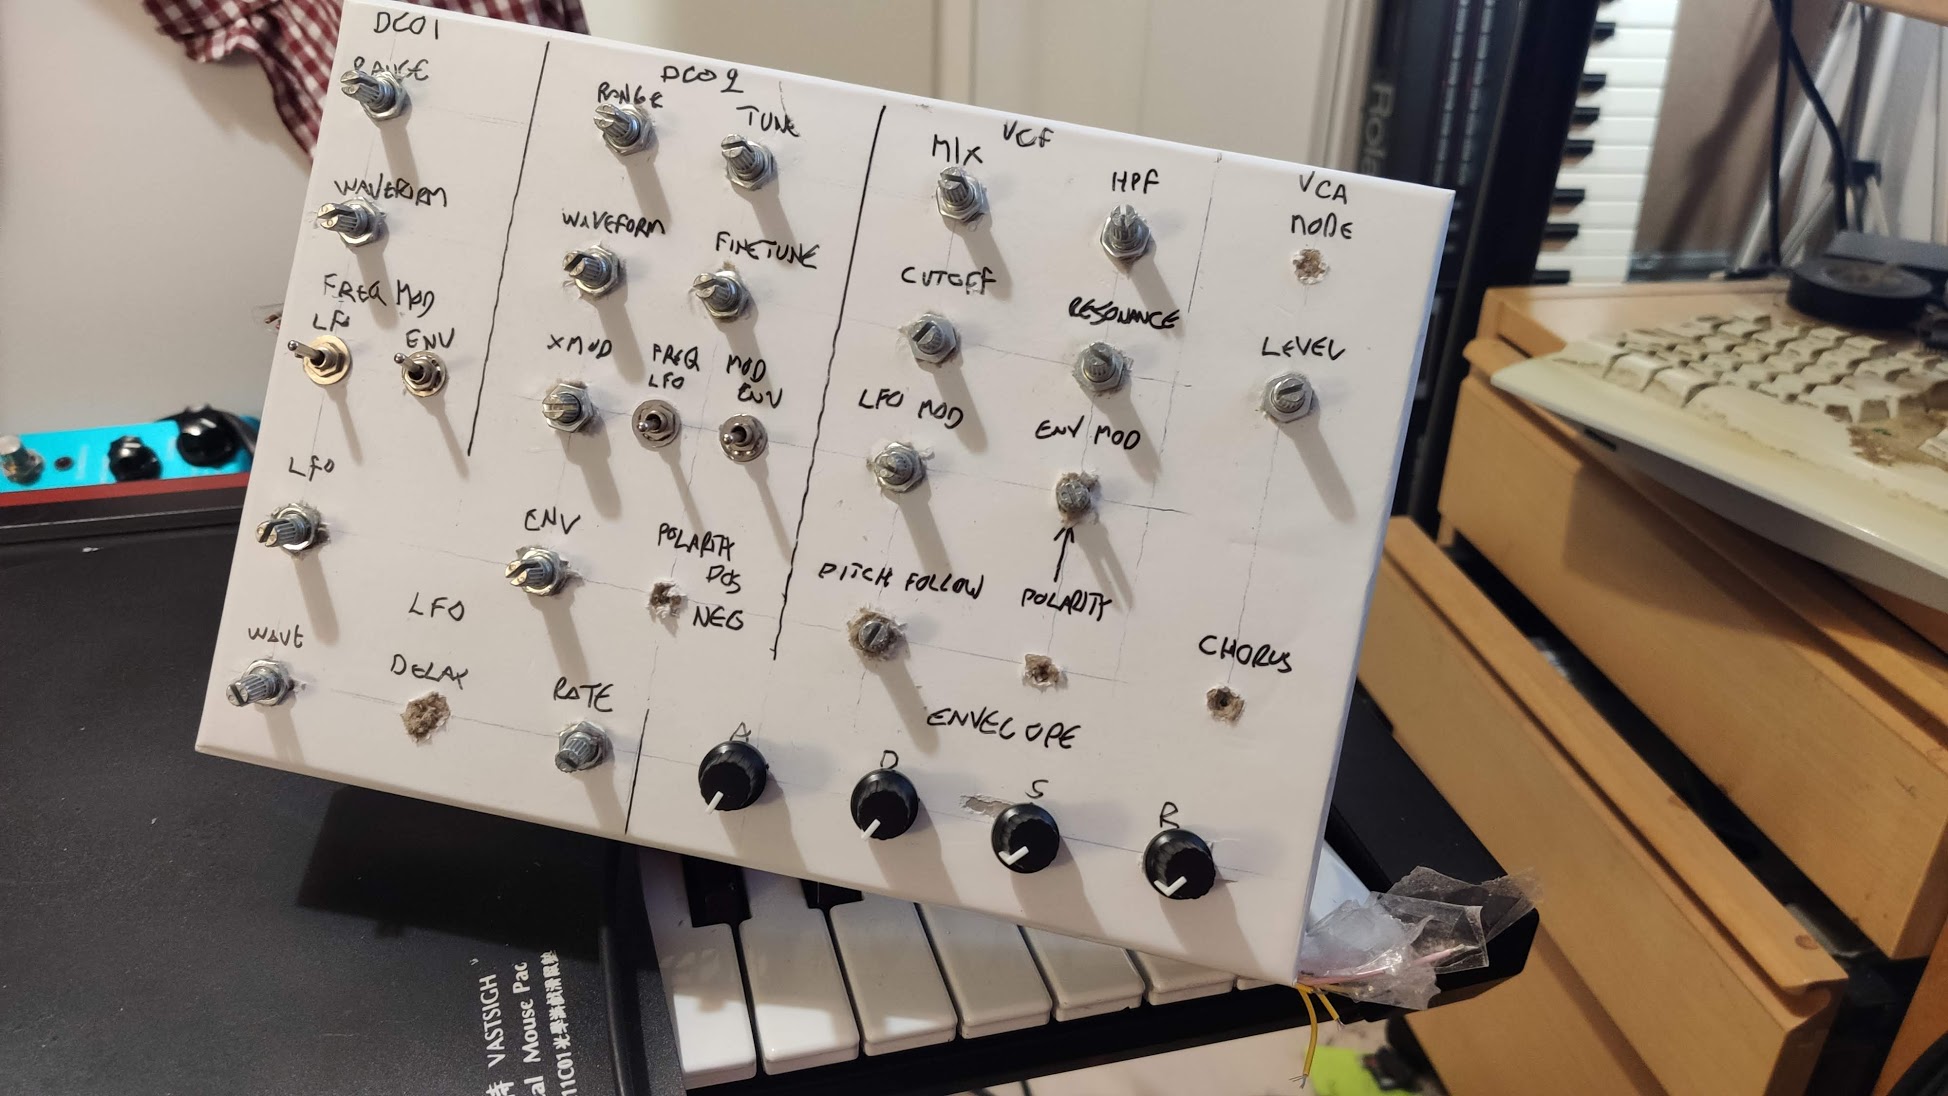 DCO1
RANGE
WAVEFORM
FREQ MOD
LFO
ENV
LFO
WAVE
LFO
DELAY
RATE
DCO2
RANGE
TUNE
WAVEFORM
FINETUNE
XMOD
FREQ MOD
LFO ENV
ENV
POLARITY
POS
NEG
VCF
MIX
HPF
CUTOFF
RESONANCE
LFO MOD
ENV MOD
PITCH FOLLOW
POLARITY
VCA
MODE
LEVEL
CHORUS
ENVELOPE
A
D
S
R
VASTSIGH
al Mouse Pad
Rola